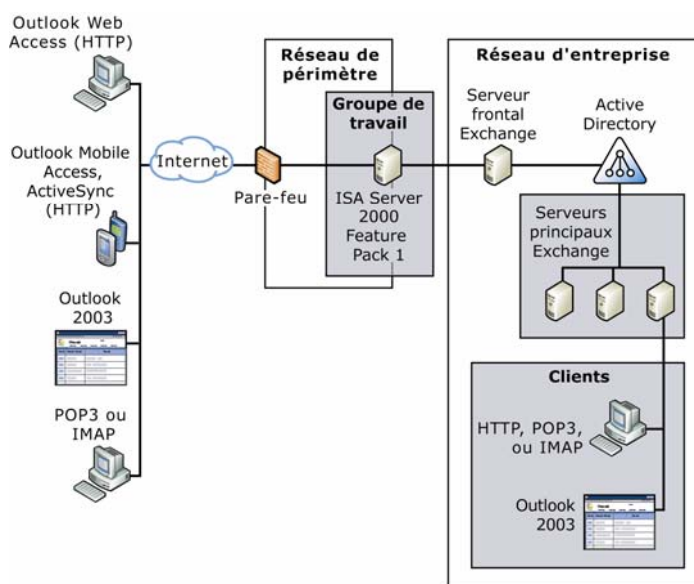 Outlook Web
Access (HTTP)
Outlook Mobile
Access,
ActiveSync
(HTTP)
Outlook
2003
POP3 ou
IMAP
Internet
Pare-feu
Réseau de
périmètre
Groupe de
travail
ISA Server
2000
Feature
Pack 1
Réseau d'entreprise
Serveur
frontal
Exchange
Active
Directory
Serveurs
principaux
Exchange
Clients
HTTP, POP3,
ou IMAP
Outlook
2003